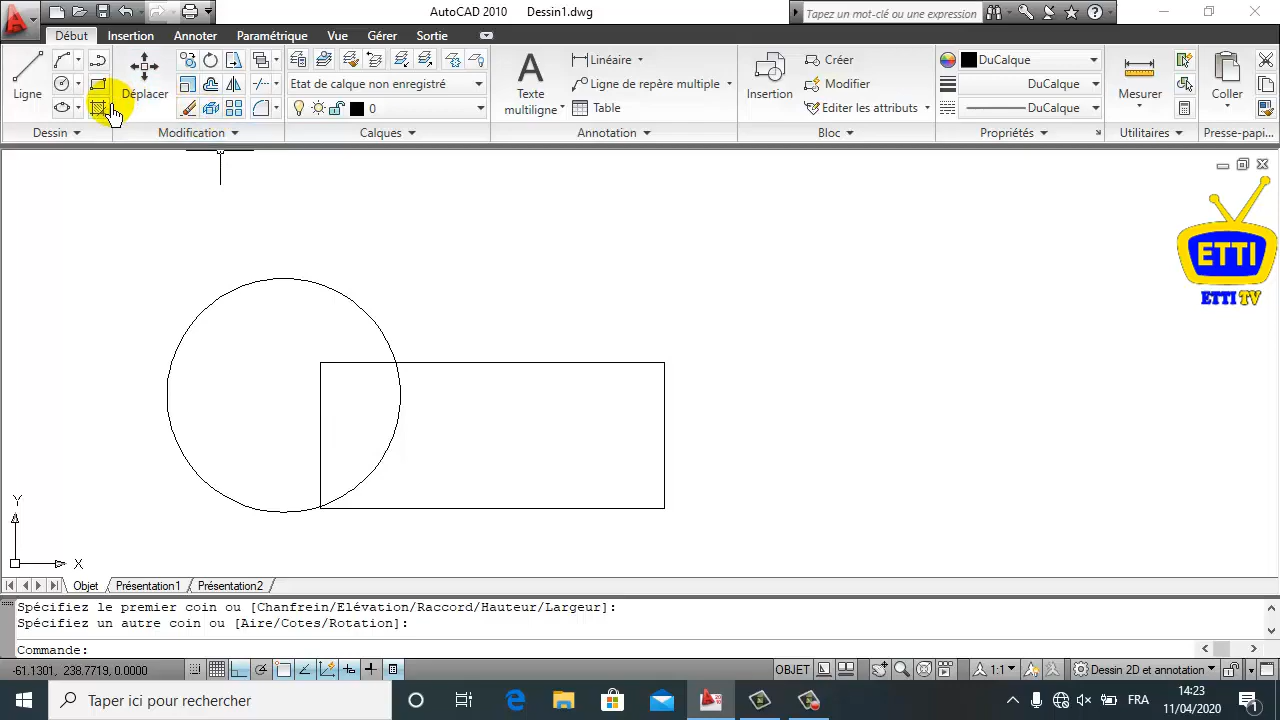 AutoCAD 2010 Dessin1.dwg
Tapez un mot-clé ou une expression
Début Insertion Annoter Paramétrique Vue Gérer Sortie
Ligne
Déplacer
Etat de calque non enregistré
0
A
Texte
multiligne
Linéaire
Ligne de repère multiple
Table
Insertion
Créer
Modifier
Editer les attributs
DuCalque
DuCalque
DuCalque
Mesurer
Coller
Dessin Modification Calques Annotation Bloc Propriétés Utilitaires Presse-papi...
ETTI
ETTI TV
Y
X
Objet Présentation1 Présentation2
Spécifiez le premier coin ou [Chanfrein/Elévation/Raccord/Hauteur/Largeur]:
Spécifiez un autre coin ou [Aire/Cotes/Rotation]:
Commande:
-61.1301, 238.7719, 0.0000 OBJET 1:1 Dessin 2D et annotation
Taper ici pour rechercher
FRA
14:23
11/04/2020
1